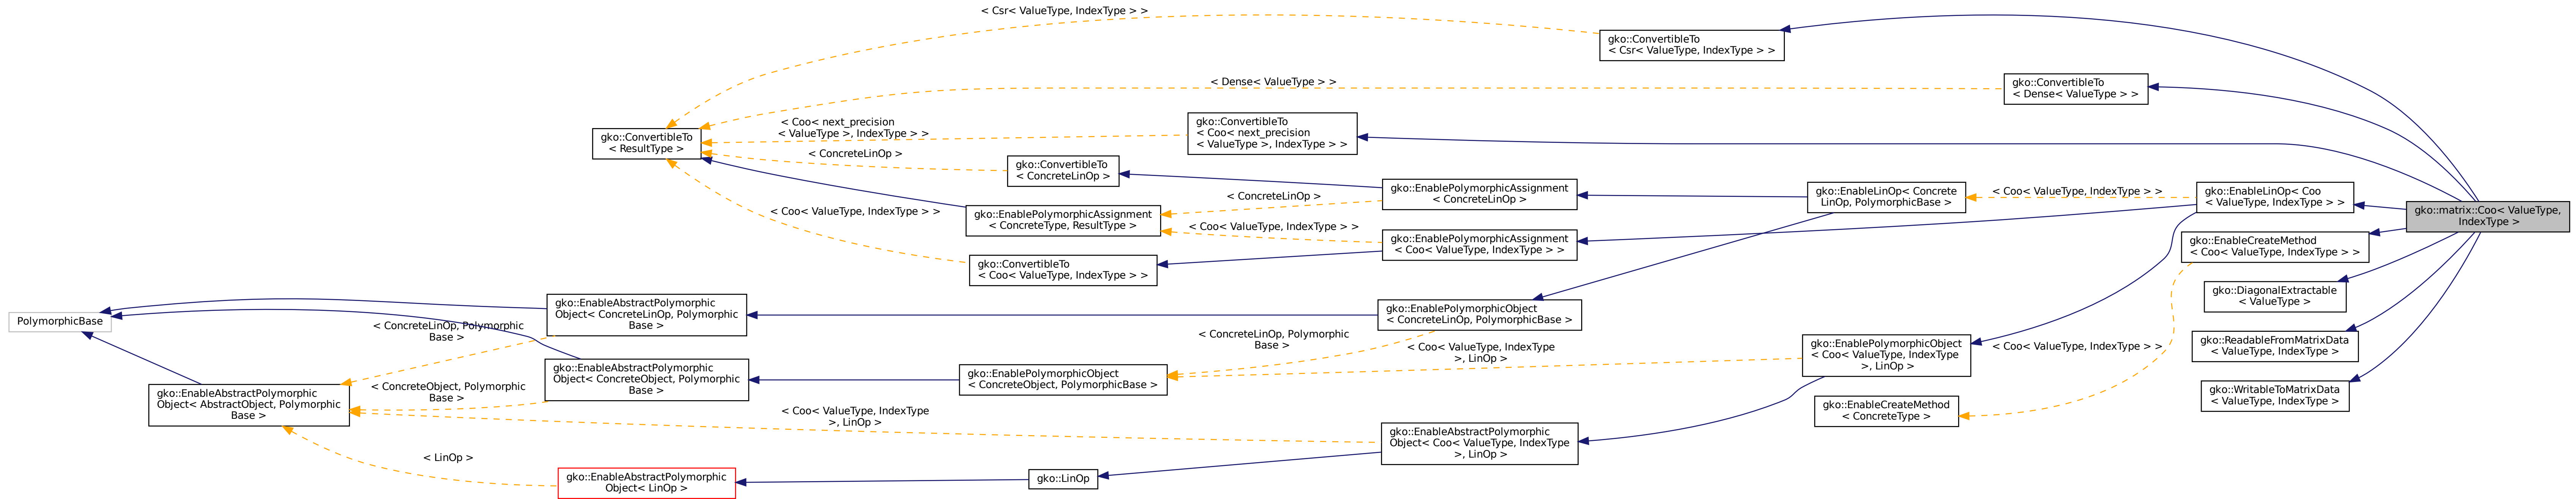 < Csr< ValueType, IndexType > >
gko::ConvertibleTo
< Csr< ValueType, IndexType > >
< Dense< ValueType > >
gko::ConvertibleTo
< Dense< ValueType > >
gko::ConvertibleTo
< ResultType >
< Coo< next_precision
< ValueType >, IndexType > >
gko::ConvertibleTo
< Coo< next_precision
< ValueType >, IndexType > >
< ConcreteLinOp >
gko::ConvertibleTo
< ConcreteLinOp >
gko::EnablePolymorphicAssignment
< ConcreteLinOp >
gko::EnableLinOp< Concrete
LinOp, PolymorphicBase >
< Coo< ValueType, IndexType > >
gko::EnableLinOp< Coo
< ValueType, IndexType > >
gko::matrix::Coo< ValueType,
IndexType >
< Coo< ValueType, IndexType > >
gko::EnablePolymorphicAssignment
< ConcreteType, ResultType >
< ConcreteLinOp >
< Coo< ValueType, IndexType > >
gko::EnablePolymorphicAssignment
< Coo< ValueType, IndexType > >
gko::EnableCreateMethod
< Coo< ValueType, IndexType > >
gko::ConvertibleTo
< Coo< ValueType, IndexType > >
gko::DiagonalExtractable
< ValueType >
PolymorphicBase
gko::EnableAbstractPolymorphic
Object< ConcreteLinOp, Polymorphic
Base >
gko::EnablePolymorphicObject
< ConcreteLinOp, PolymorphicBase >
< ConcreteLinOp, Polymorphic
Base >
< ConcreteLinOp, Polymorphic
Base >
< Coo< ValueType, IndexType
>, LinOp >
gko::EnablePolymorphicObject
< Coo< ValueType, IndexType
>, LinOp >
< Coo< ValueType, IndexType > >
gko::ReadableFromMatrixData
< ValueType, IndexType >
gko::EnableAbstractPolymorphic
Object< ConcreteObject, Polymorphic
Base >
gko::EnablePolymorphicObject
< ConcreteObject, PolymorphicBase >
gko::WritableToMatrixData
< ValueType, IndexType >
gko::EnableAbstractPolymorphic
Object< AbstractObject, Polymorphic
Base >
< ConcreteObject, Polymorphic
Base >
< Coo< ValueType, IndexType
>, LinOp >
gko::EnableCreateMethod
< ConcreteType >
gko::EnableAbstractPolymorphic
Object< Coo< ValueType, IndexType
>, LinOp >
< LinOp >
gko::EnableAbstractPolymorphic
Object< LinOp >
gko::LinOp